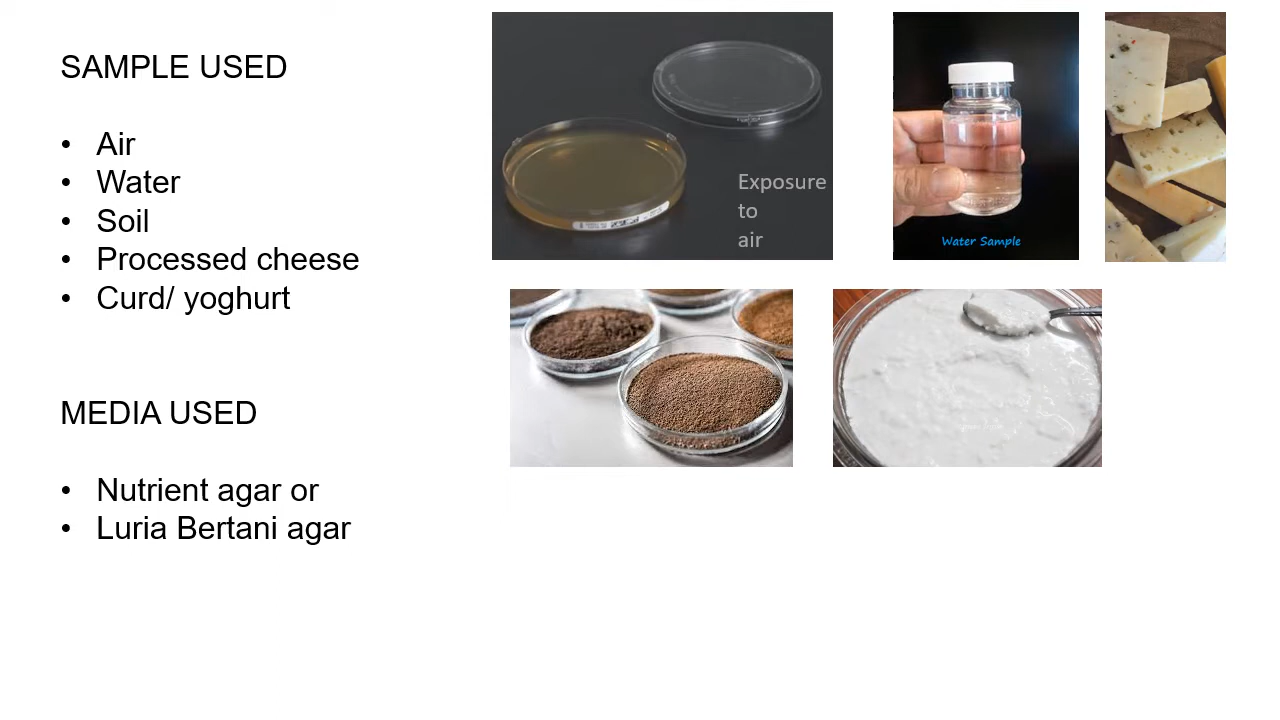 SAMPLE USED
• Air
• Water
• Soil
• Processed cheese
• Curd/ yoghurt
MEDIA USED
• Nutrient agar or
• Luria Bertani agar
Exposure
to
air
Water Sample